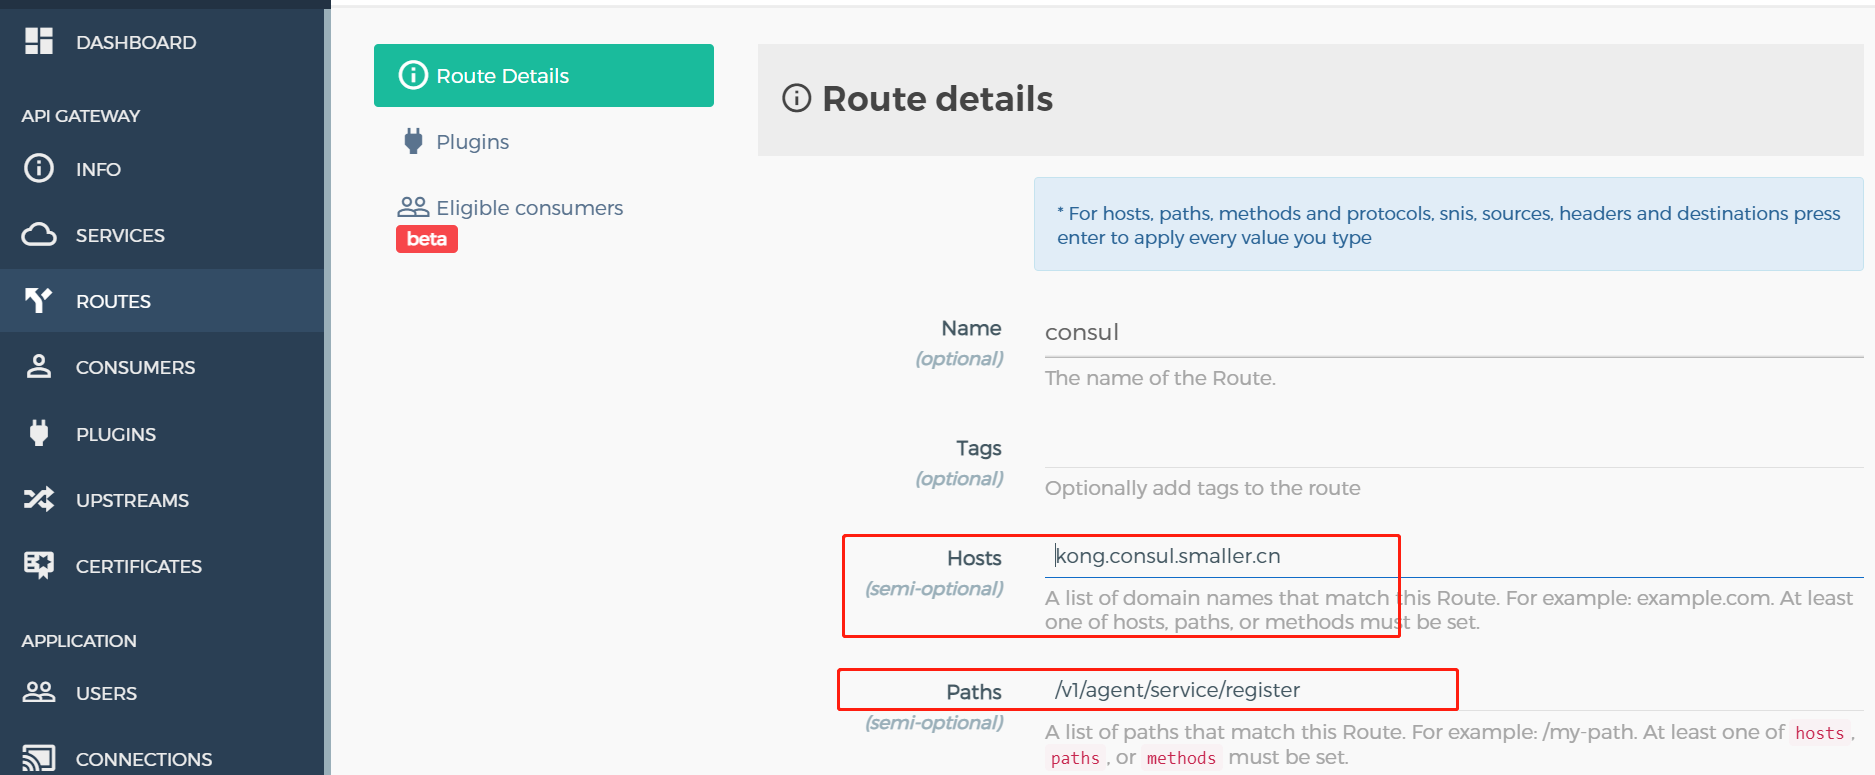 DASHBOARD
API GATEWAY
INFO
SERVICES
ROUTES
CONSUMERS
PLUGINS
UPSTREAMS
CERTIFICATES
APPLICATION
USERS
CONNECTIONS
Route Details
Plugins
Eligible consumers
beta
Route details
* For hosts, paths, methods and protocols, snis, sources, headers and destinations press
enter to apply every value you type
Name
(optional)
consul
The name of the Route.
Tags
(optional)
Optionally add tags to the route
Hosts
(semi-optional)
kong.consul.smaller.cn
A list of domain names that match this Route. For example: example.com. At least
one of hosts, paths, or methods must be set.
Paths
(semi-optional)
/v1/agent/service/register
A list of paths that match this Route. For example: /my-path. At least one of hosts ,
paths , or methods must be set.